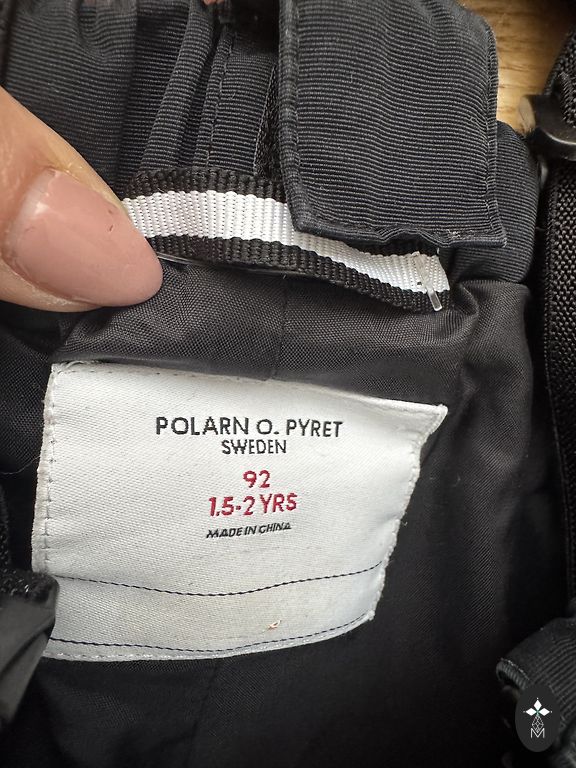 POLARN O. PYRET
SWEDEN
92
1.5-2 YRS
MADE IN CHINA
M